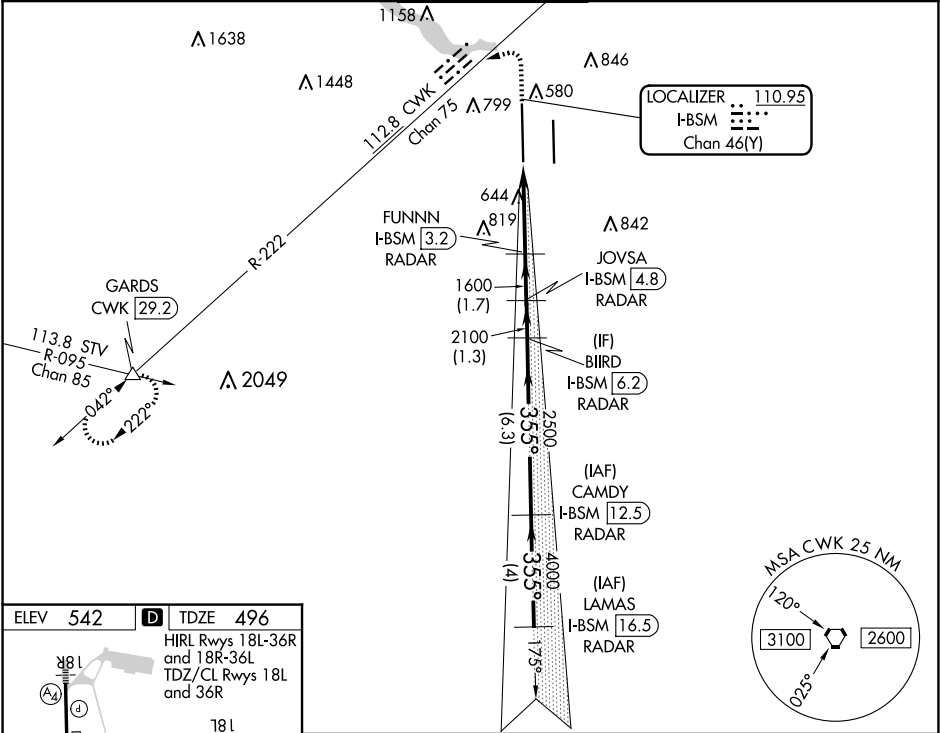 1158
1638
1448
846
799
580
112.8 CWK
Chan 75
LOCALIZER 110.95
I-BSM
Chan 46(Y)
644
819
842
FUNNN
I-BSM 3.2
RADAR
JOVSA
I-BSM 4.8
RADAR
1600
(1.7)
R-222
GARDS
CWK 29.2
2100
(1.3)
(IF)
BIIRD
I-BSM 6.2
RADAR
113.8 STV
R-095
Chan 85
2049
042°
222°
355°
2500
(6.3)
(IAF)
CAMDY
I-BSM 12.5
RADAR
355°
4000
(4)
(IAF)
LAMAS
I-BSM 16.5
RADAR
175°
MSA CWK 25 NM
120°
3100
2600
025°
ELEV 542 D TDZE 496
HIRL Rwys 18L-36R
and 18R-36L
TDZ/CL Rwys 18L
and 36R
18R
A4
P
18L